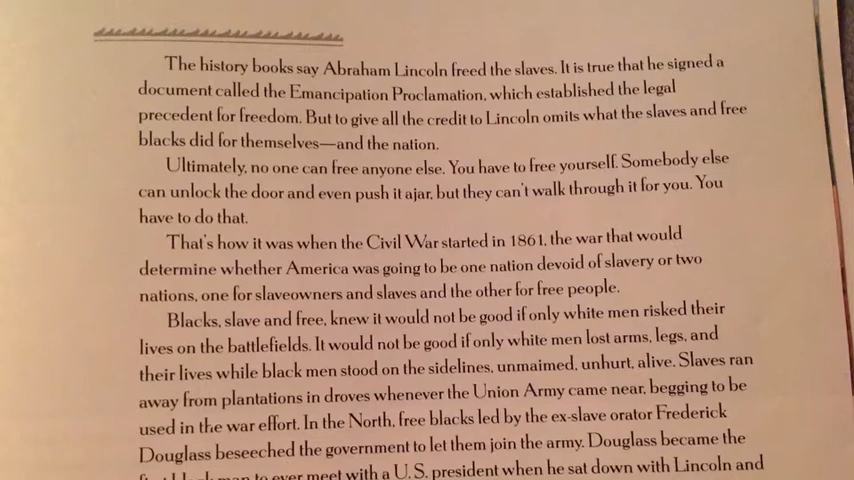 The history books say Abraham Lincoln freed the slaves. It is true that he signed a
document called the Emancipation Proclamation, which established the legal
precedent for freedom. But to give all the credit to Lincoln omits what the slaves and free
blacks did for themselves—and the nation.
Ultimately, no one can free anyone else. You have to free yourself. Somebody else
can unlock the door and even push it ajar, but they can't walk through it for you. You
have to do that.
That's how it was when the Civil War started in 1861, the war that would
determine whether America was going to be one nation devoid of slavery or two
nations, one for slaveowners and slaves and the other for free people.
Blacks, slave and free, knew it would not be good if only white men risked their
lives on the battlefields. It would not be good if only white men lost arms, legs, and
their lives while black men stood on the sidelines, unmaimed, unhurt, alive. Slaves ran
away from plantations in droves whenever the Union Army came near, begging to be
used in the war effort. In the North, free blacks led by the ex-slave orator Frederick
Douglass beseeched the government to let them join the army. Douglass became the
first black man to ever meet with a U.S. president when he sat down with Lincoln and